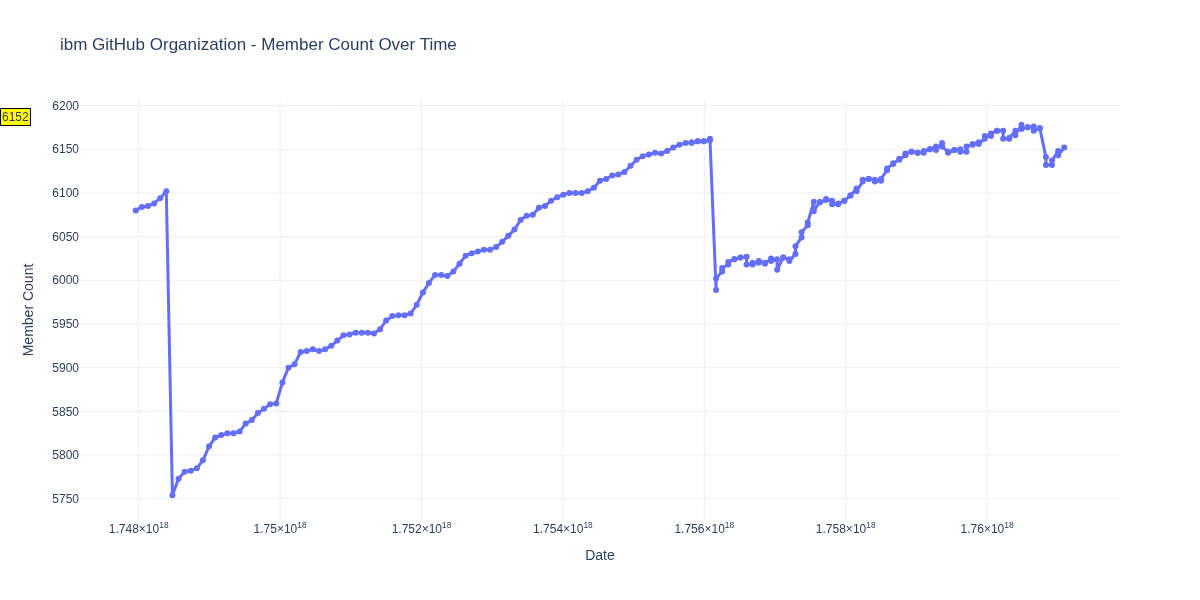 ibm GitHub Organization - Member Count Over Time
6152
6200
6150
6100
6050
6000
5950
5900
5850
5800
5750
Member Count
1.748×10¹⁸ 1.75×10¹⁸ 1.752×10¹⁸ 1.754×10¹⁸ 1.756×10¹⁸ 1.758×10¹⁸ 1.76×10¹⁸
Date